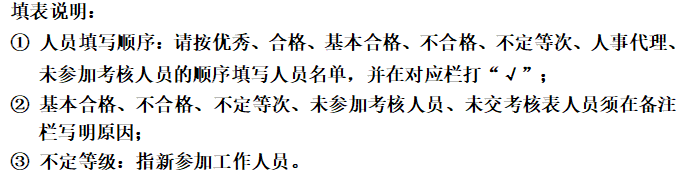 填表说明：
① 人员填写顺序：请按优秀、合格、基本合格、不合格、不定等次、人事代理、
未参加考核人员的顺序填写人员名单，并在对应栏打“√”；
② 基本合格、不合格、不定等次、未参加考核人员、未交考核表人员须在备注
栏写明原因；
③ 不定等级：指新参加工作人员。